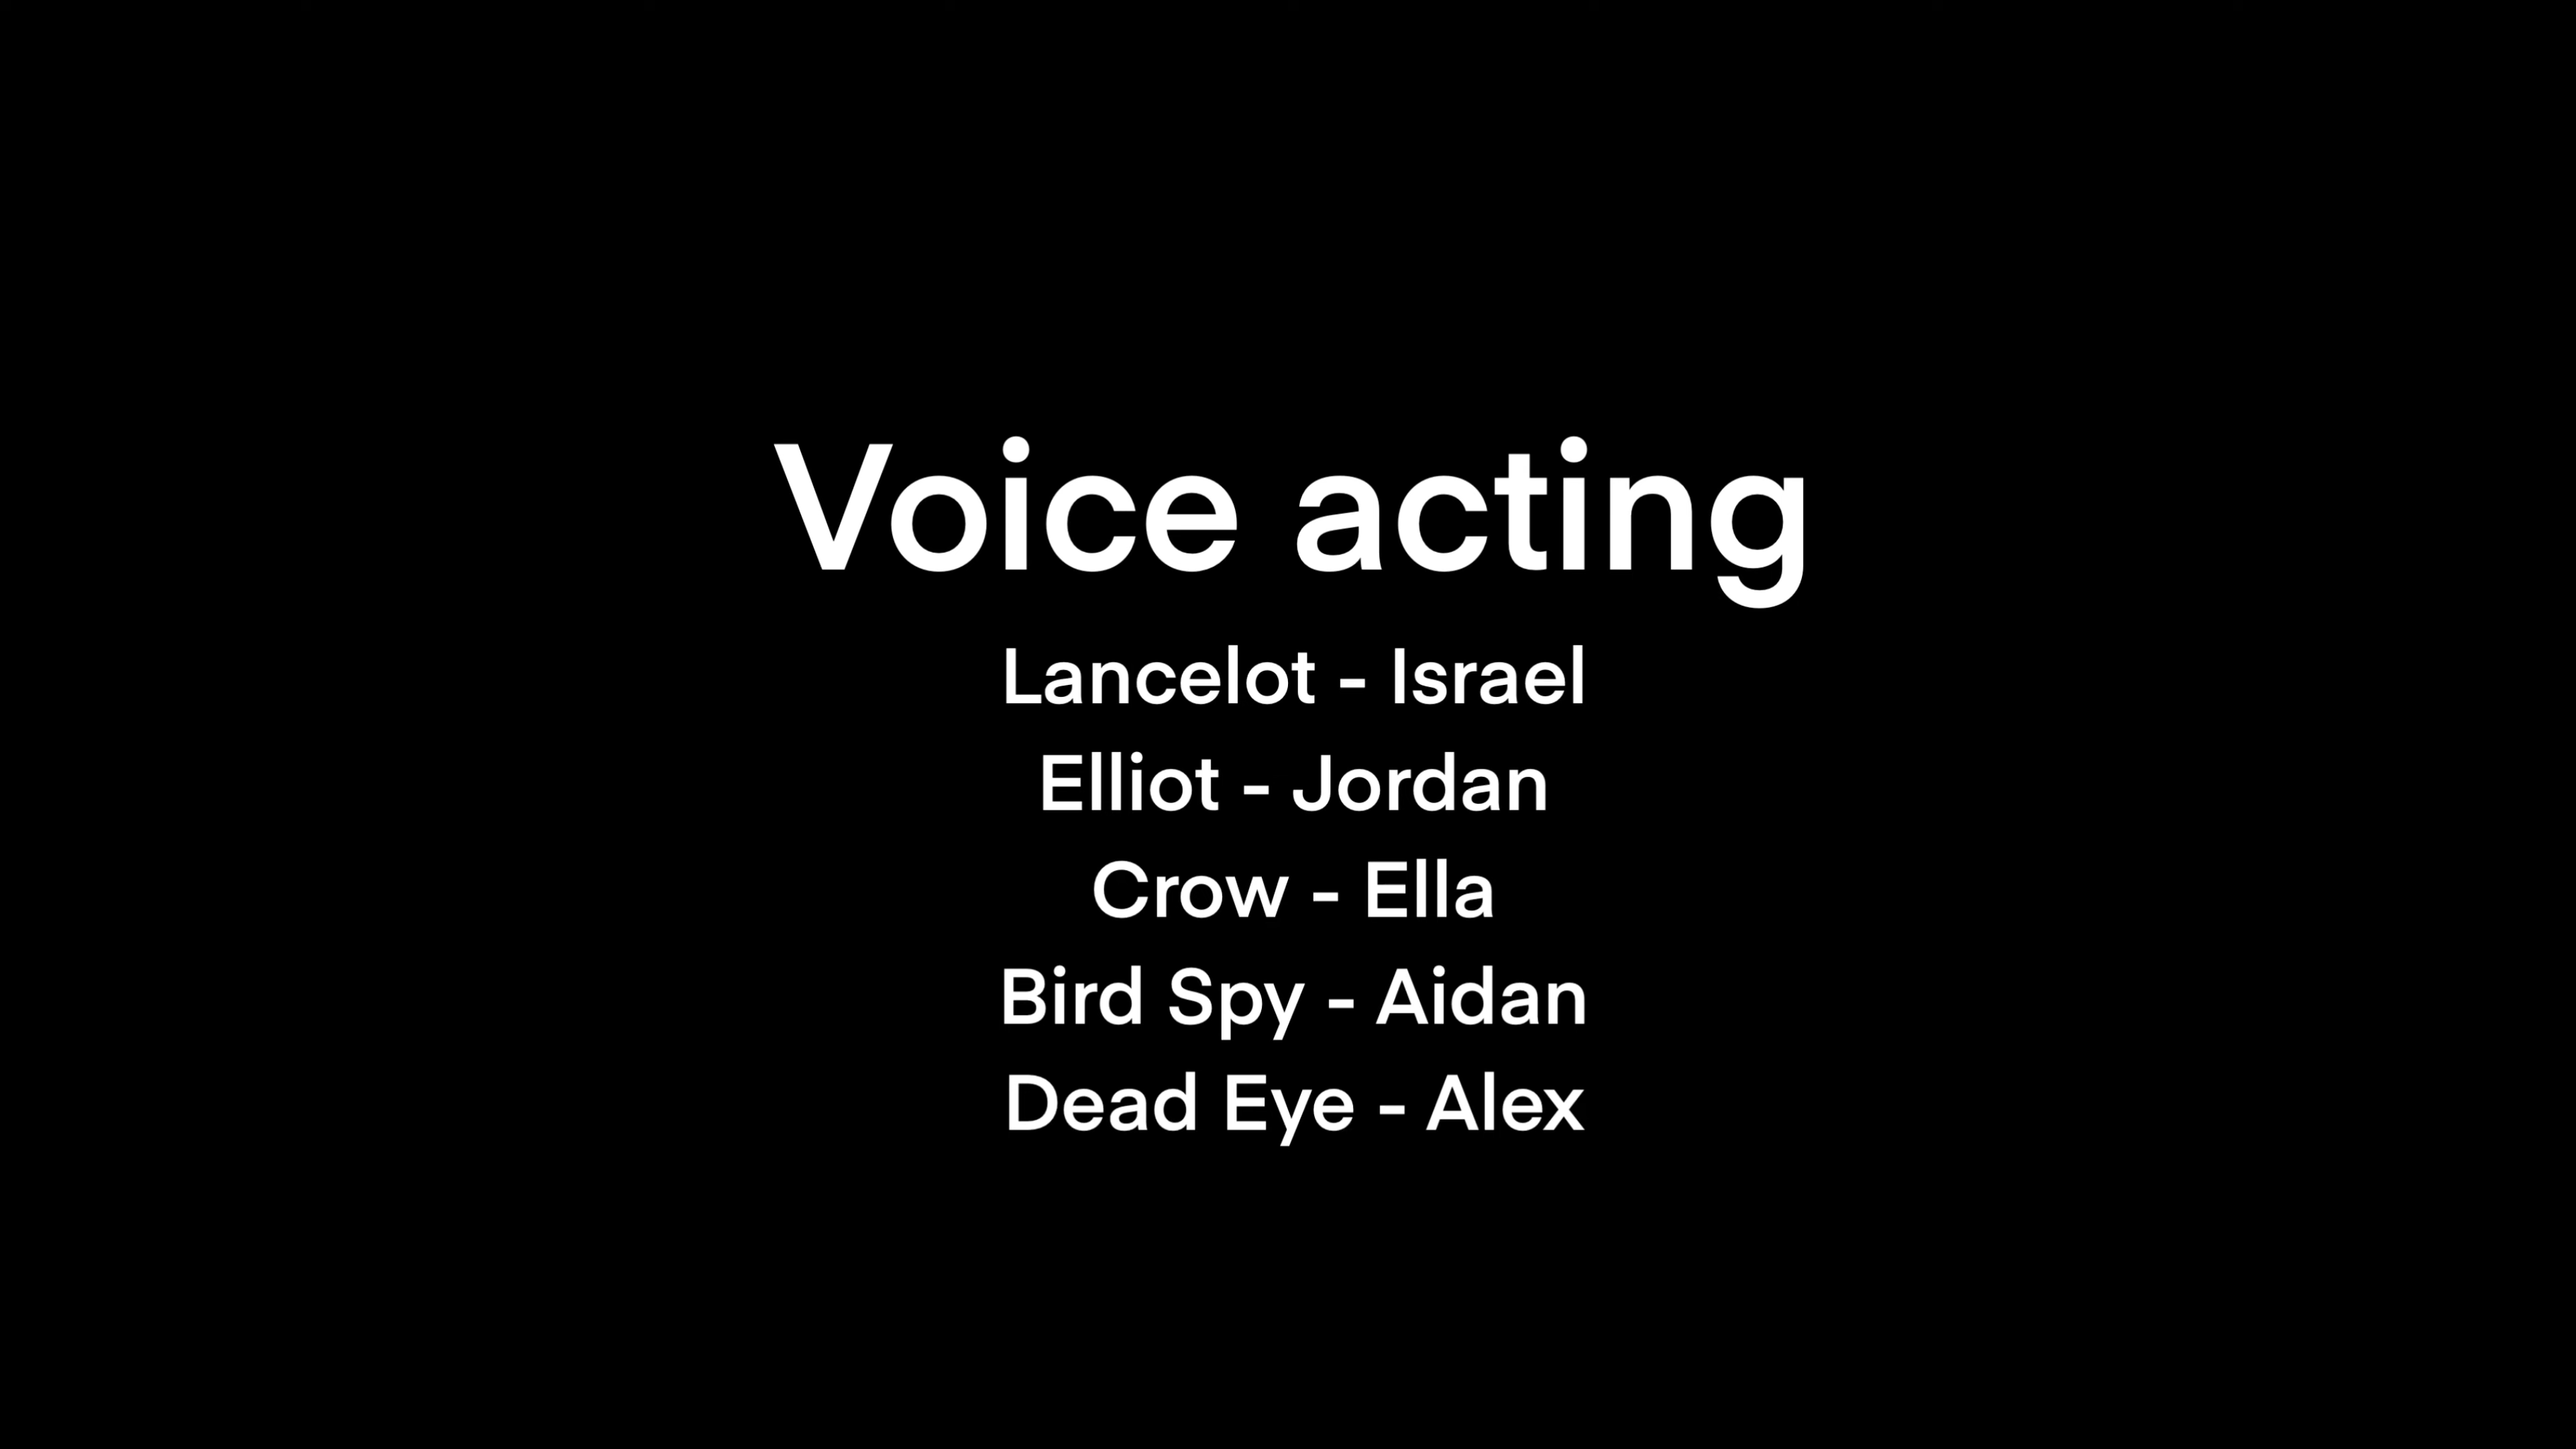 Voice acting
Lancelot - Israel
Elliot - Jordan
Crow - Ella
Bird Spy - Aidan
Dead Eye - Alex